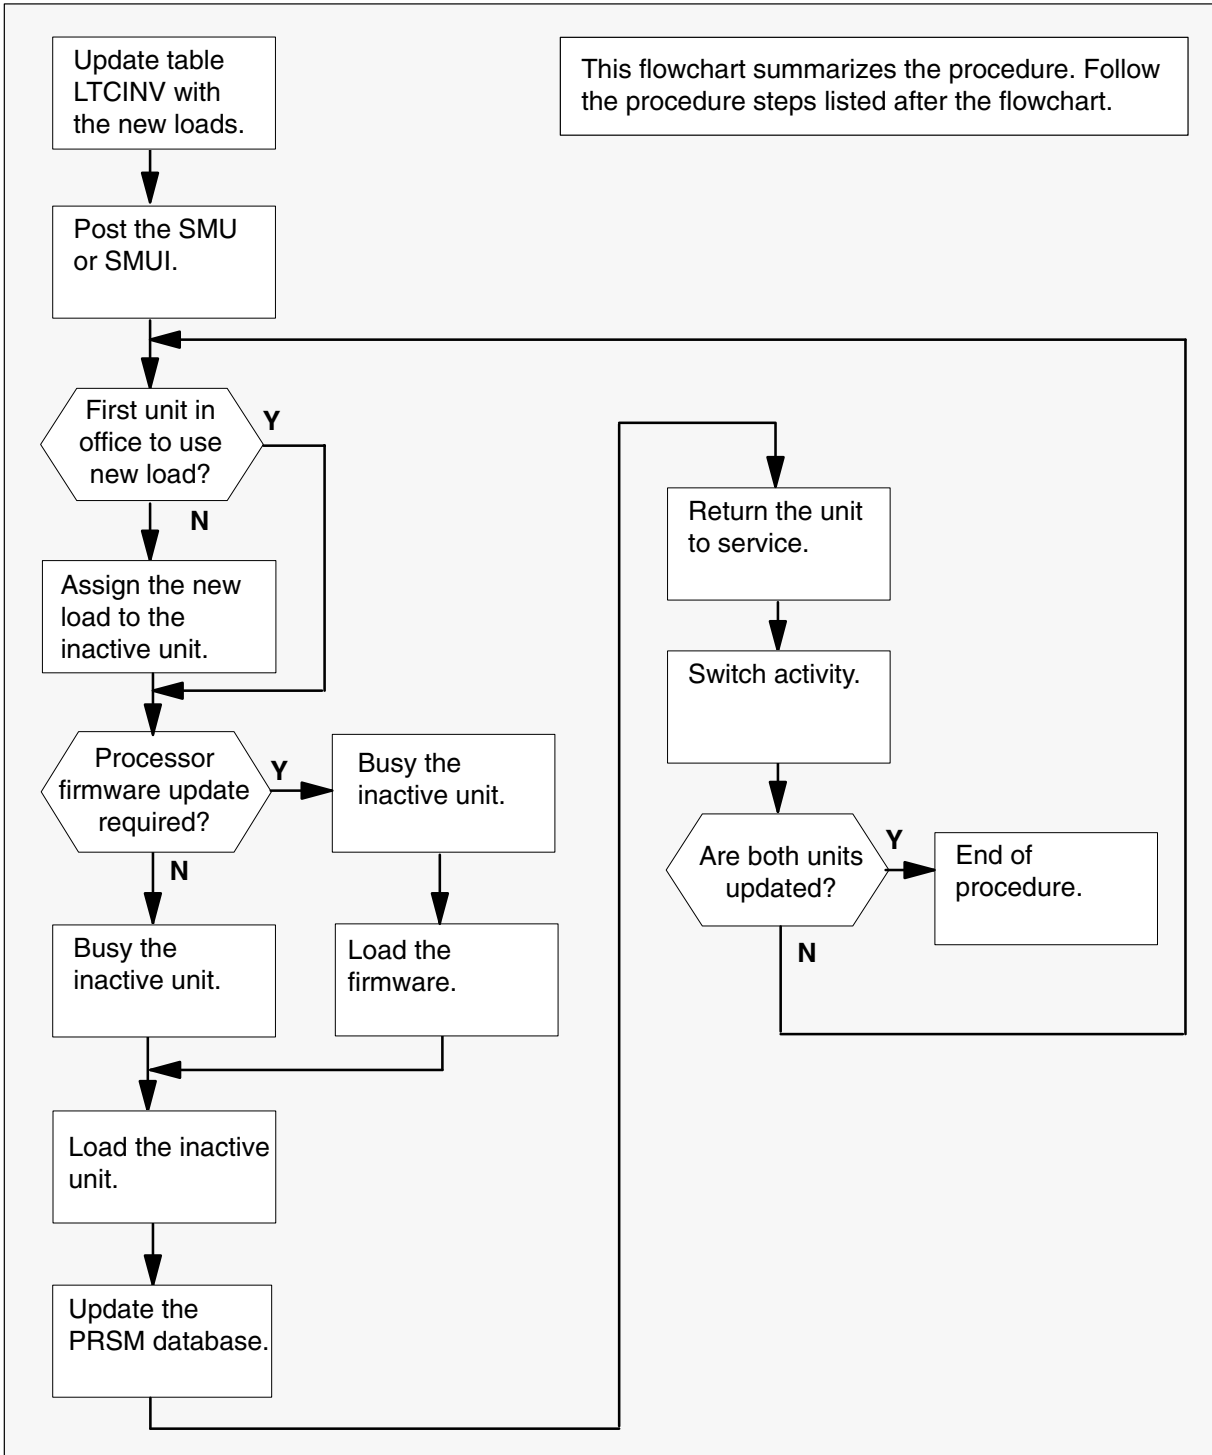 Update table
LTCINV with
the new loads.
This flowchart summarizes the procedure. Follow
the procedure steps listed after the flowchart.
Post the SMU
or SMUI.
First unit in
office to use
new load?
Y
N
Assign the new
load to the
inactive unit.
Processor
firmware update
required?
Y
N
Busy the
inactive unit.
Load the
firmware.
Busy the
inactive unit.
Load the inactive
unit.
Update the
PRSM database.
Return the unit
to service.
Switch activity.
Are both units
updated?
Y
N
End of
procedure.